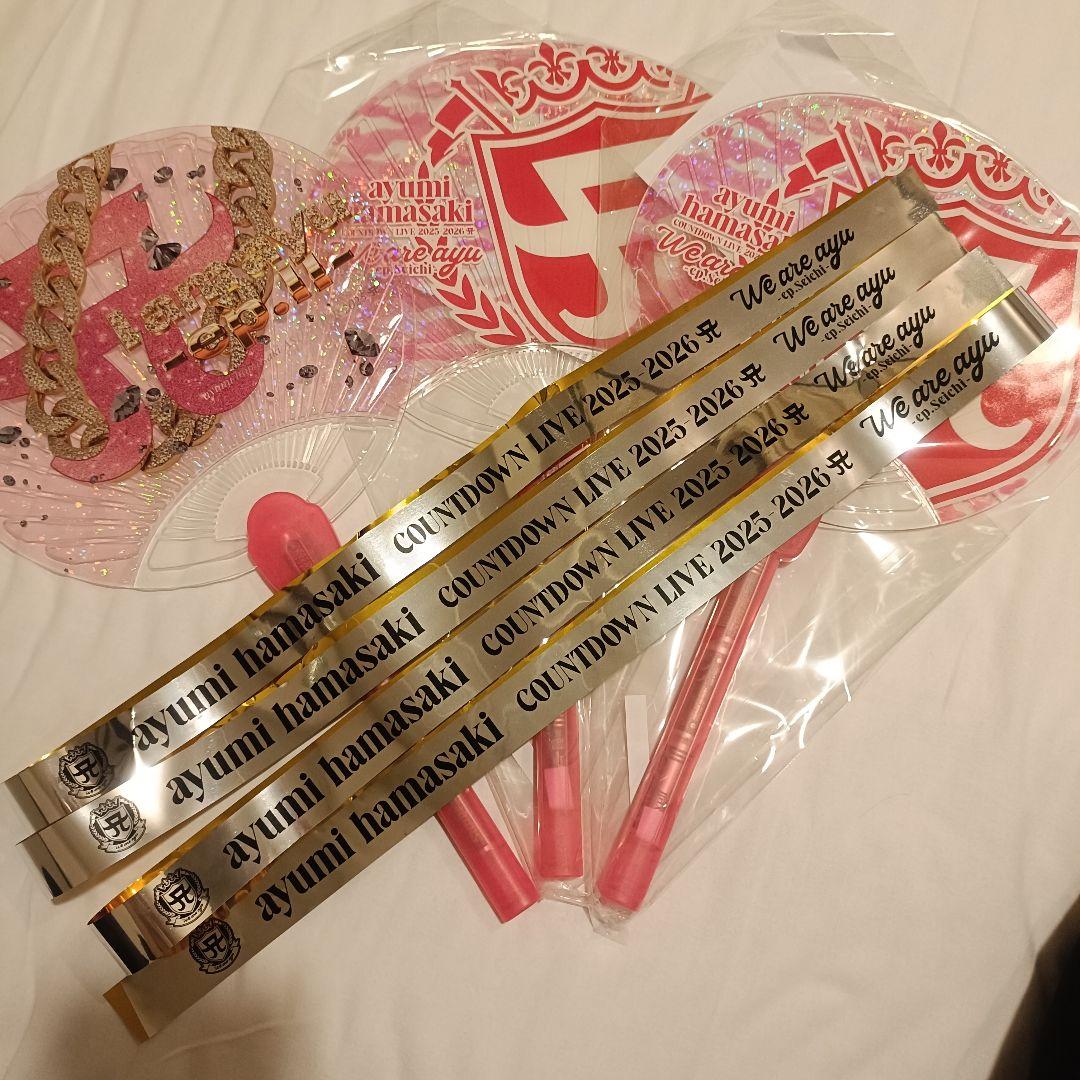 ayumi
hamasaki
COUNTDOWN LIVE 2025-2026
We are ayu
-ep.Seichi-
ayumi
hamasaki
COUNTDOWN LIVE 2025
We are
-ep.
ayumi hamasaki COUNTDOWN LIVE 2025-2026 We are ayu
-ep.Seichi-
ayumi hamasaki COUNTDOWN LIVE 2025-2026 We are ayu
-ep.Seichi-
ayumi hamasaki COUNTDOWN LIVE 2025-2026 We are ayu
-ep.Seichi-
ayumi hamasaki COUNTDOWN LIVE 2025-2026 We are ayu
-ep.Seichi-